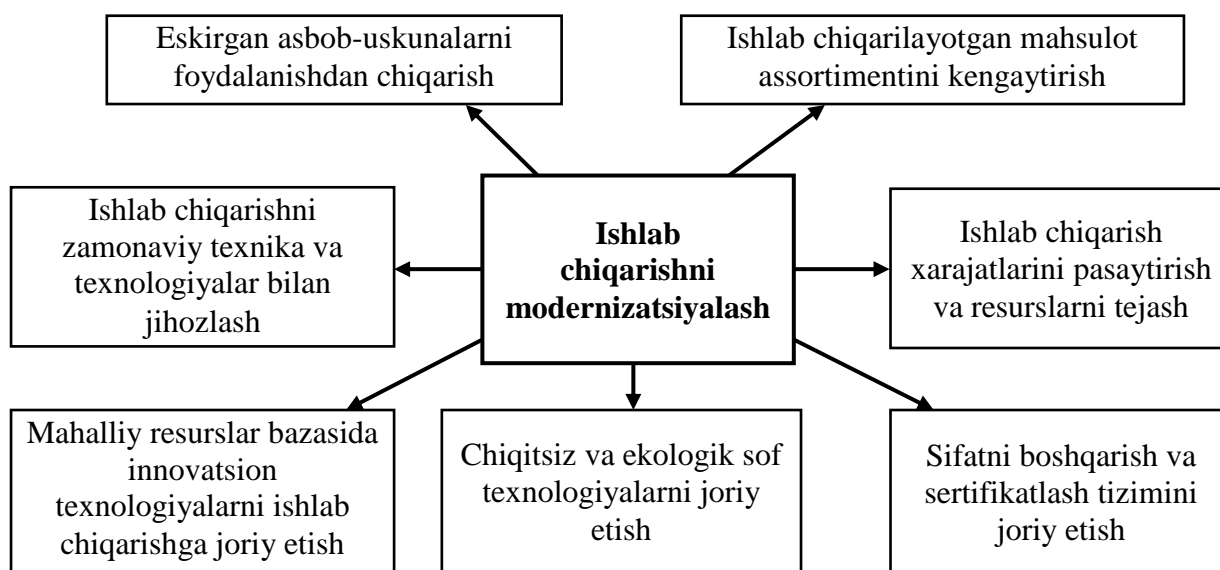 Eskirgan asbob-uskunalarni
foydalanishdan chiqarish
Ishlab chiqarilayotgan mahsulot
assortimentini kengaytirish
Ishlab chiqarishni
zamonaviy texnika va
texnologiyalar bilan
jihozlash
Ishlab
chiqarishni
modernizatsiyalash
Ishlab chiqarish
xarajatlarini pasaytirish
va resurslarni tejash
Mahalliy resurslar bazasida
innovatsion
texnologiyalarni ishlab
chiqarishga joriy etish
Chiqitsiz va ekologik sof
texnologiyalarni joriy
etish
Sifatni boshqarish va
sertifikatlash tizimini
joriy etish